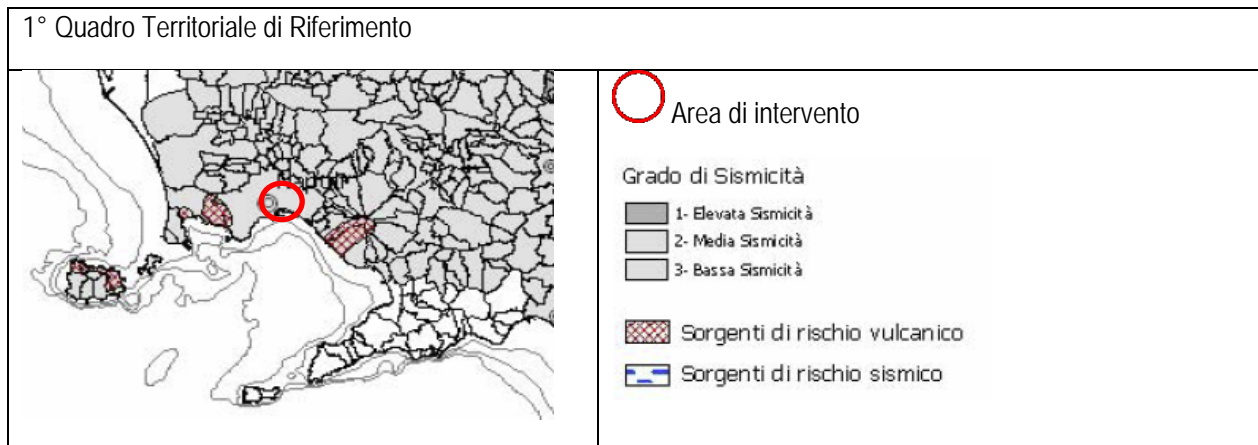 1° Quadro Territoriale di Riferimento
Area di intervento
Grado di Sismicità
1- Elevata Sismicità
2- Media Sismicità
3- Bassa Sismicità
Sorgenti di rischio vulcanico
Sorgenti di rischio sismico